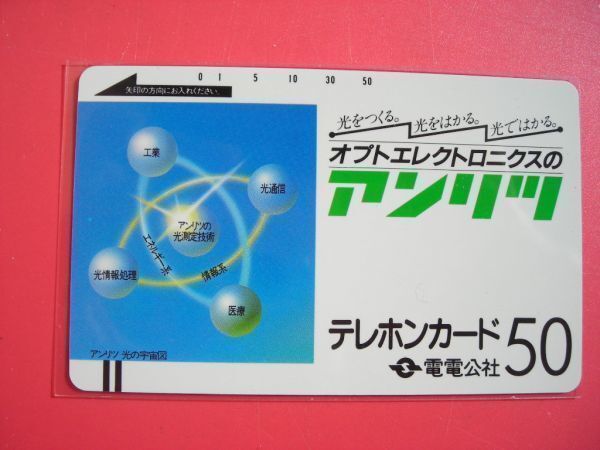 0 1 5 10 30 50
矢印の方向にお入れください。
光をつくる。光をはかる。光ではかる。
オプトエレクトロニクスの
アンリツ
工業
光通信
アンリツの
光測定技術
エネルギー系
情報系
光情報処理
医療
アンリツ 光の宇宙図
テレホンカード50
電電公社